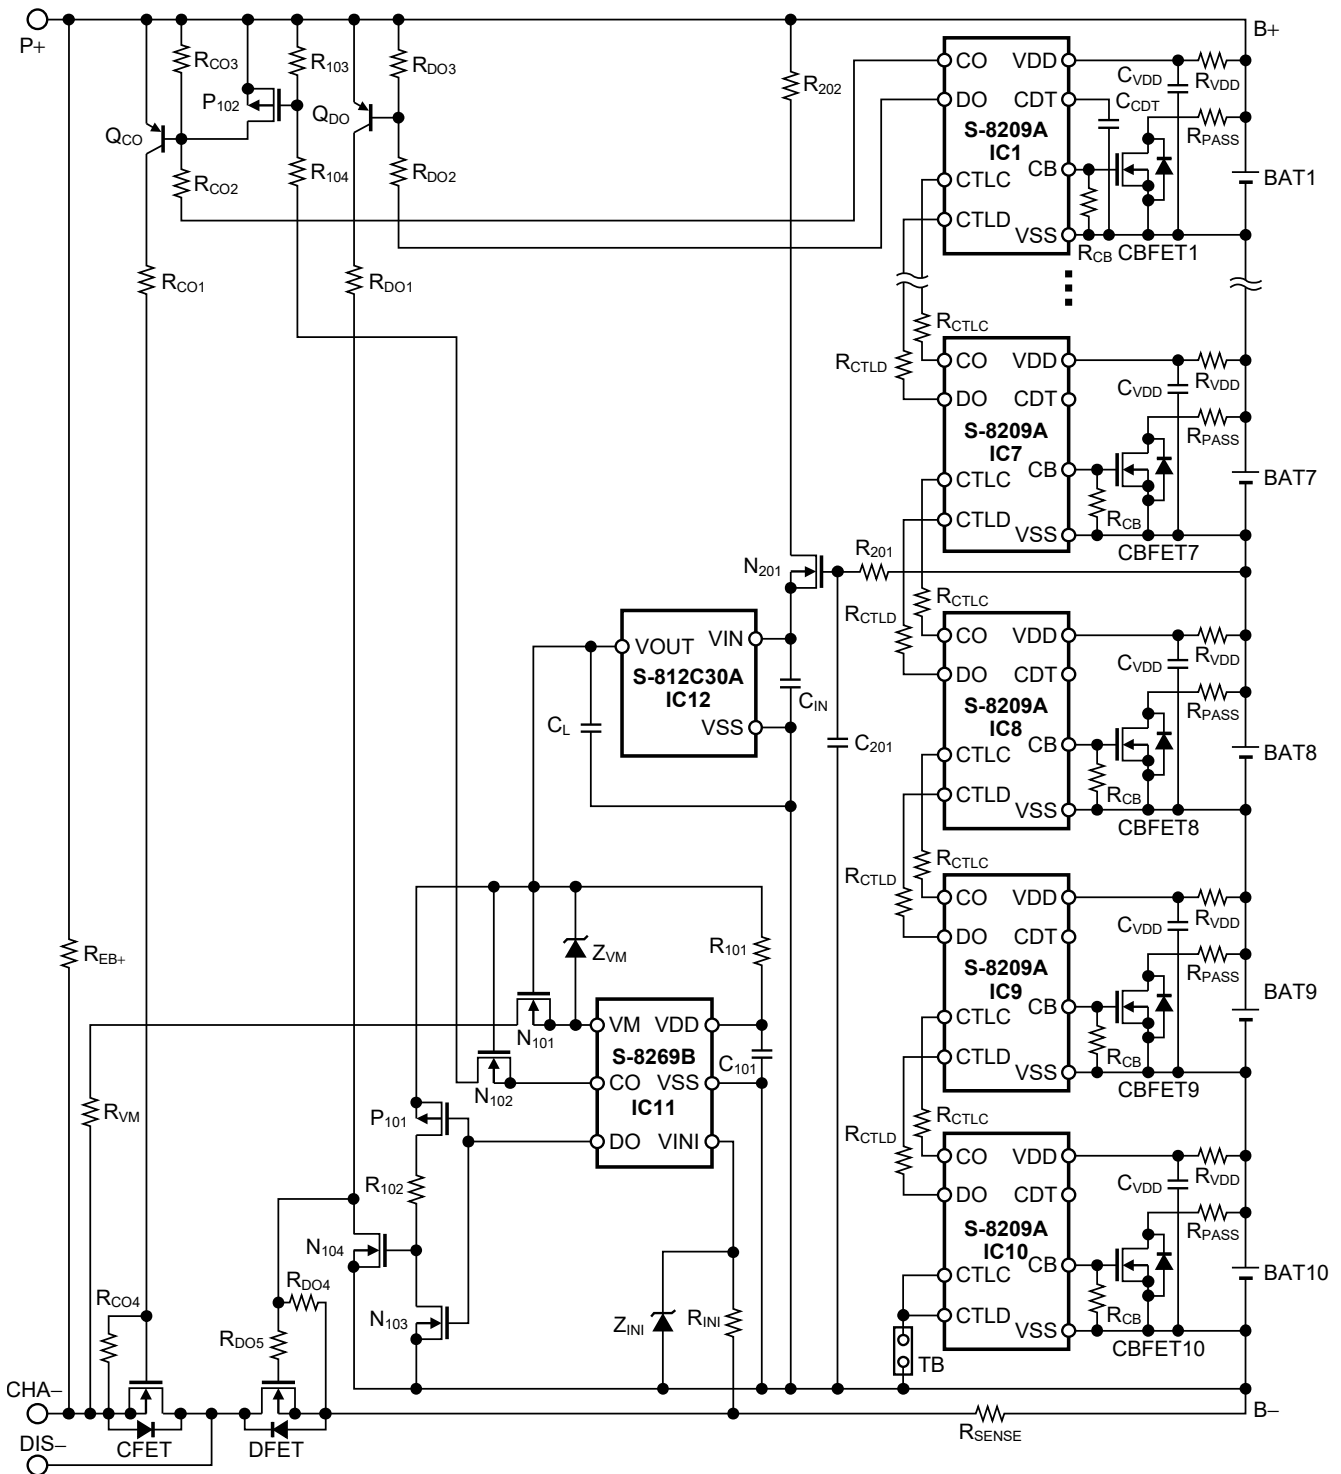 P+
B+
RCO3
P102
R103
QDO
RDO3
R202
QCO
RCO2
R104
RDO2
RCO1
RDO1
CO
VDD
DO
CDT
S-8209A
IC1
CB
CTLC
CTLD
VSS
CVDD
RVDD
CCDT
RPASS
BAT1
RCB
CBFET1
RCTLC
RCTLD
CO
VDD
DO
CDT
S-8209A
IC7
CB
CTLC
CTLD
VSS
CVDD
RVDD
RPASS
BAT7
RCB
CBFET7
N201
R201
RCTLC
RCTLD
VOUT
VIN
S-812C30A
IC12
VSS
CL
CIN
C201
CO
VDD
DO
CDT
S-8209A
IC8
CB
CTLC
CTLD
VSS
CVDD
RVDD
RPASS
BAT8
RCB
CBFET8
RCTLC
RCTLD
REB+
ZVM
R101
N101
VM
VDD
S-8269B
CO
VSS
IC11
DO
VINI
C101
N102
CO
VDD
DO
CDT
S-8209A
IC9
CB
CTLC
CTLD
VSS
CVDD
RVDD
RPASS
BAT9
RCB
CBFET9
RVM
P101
R102
N104
RDO4
N103
RCO4
RDO5
ZINI
RINI
RCTLC
RCTLD
CO
VDD
DO
CDT
S-8209A
IC10
CB
CTLC
CTLD
VSS
CVDD
RVDD
RPASS
BAT10
RCB
CBFET10
TB
CHA−
DIS−
CFET
DFET
RSENSE
B−